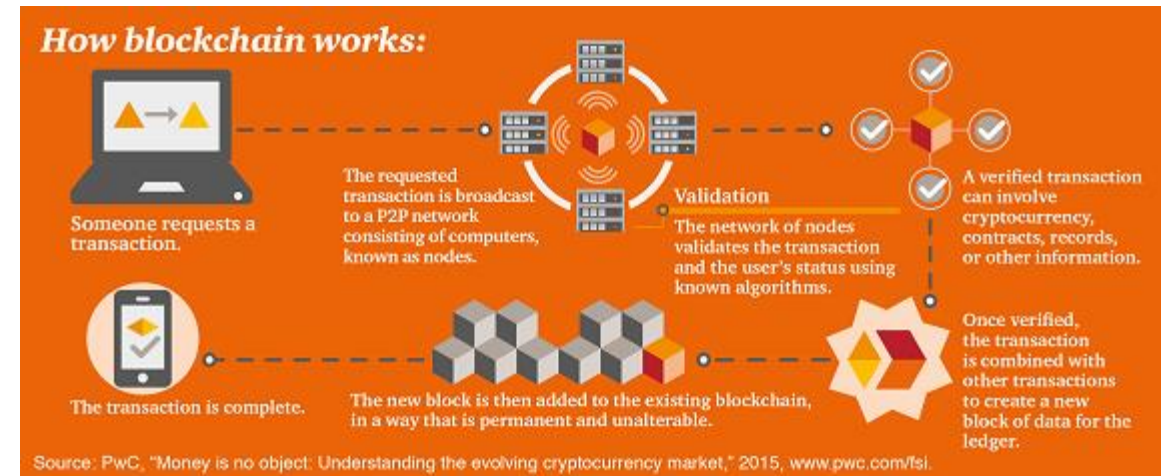 How blockchain works:
Someone requests a
transaction.
The requested
transaction is broadcast
to a P2P network
consisting of computers,
known as nodes.
Validation
The network of nodes
validates the transaction
and the user's status using
known algorithms.
A verified transaction
can involve
cryptocurrency,
contracts, records,
or other information.
Once verified,
the transaction
is combined with
other transactions
to create a new
block of data for the
ledger.
The new block is then added to the existing blockchain,
in a way that is permanent and unalterable.
The transaction is complete.
Source: PwC, "Money is no object: Understanding the evolving cryptocurrency market," 2015, www.pwc.com/fsi.